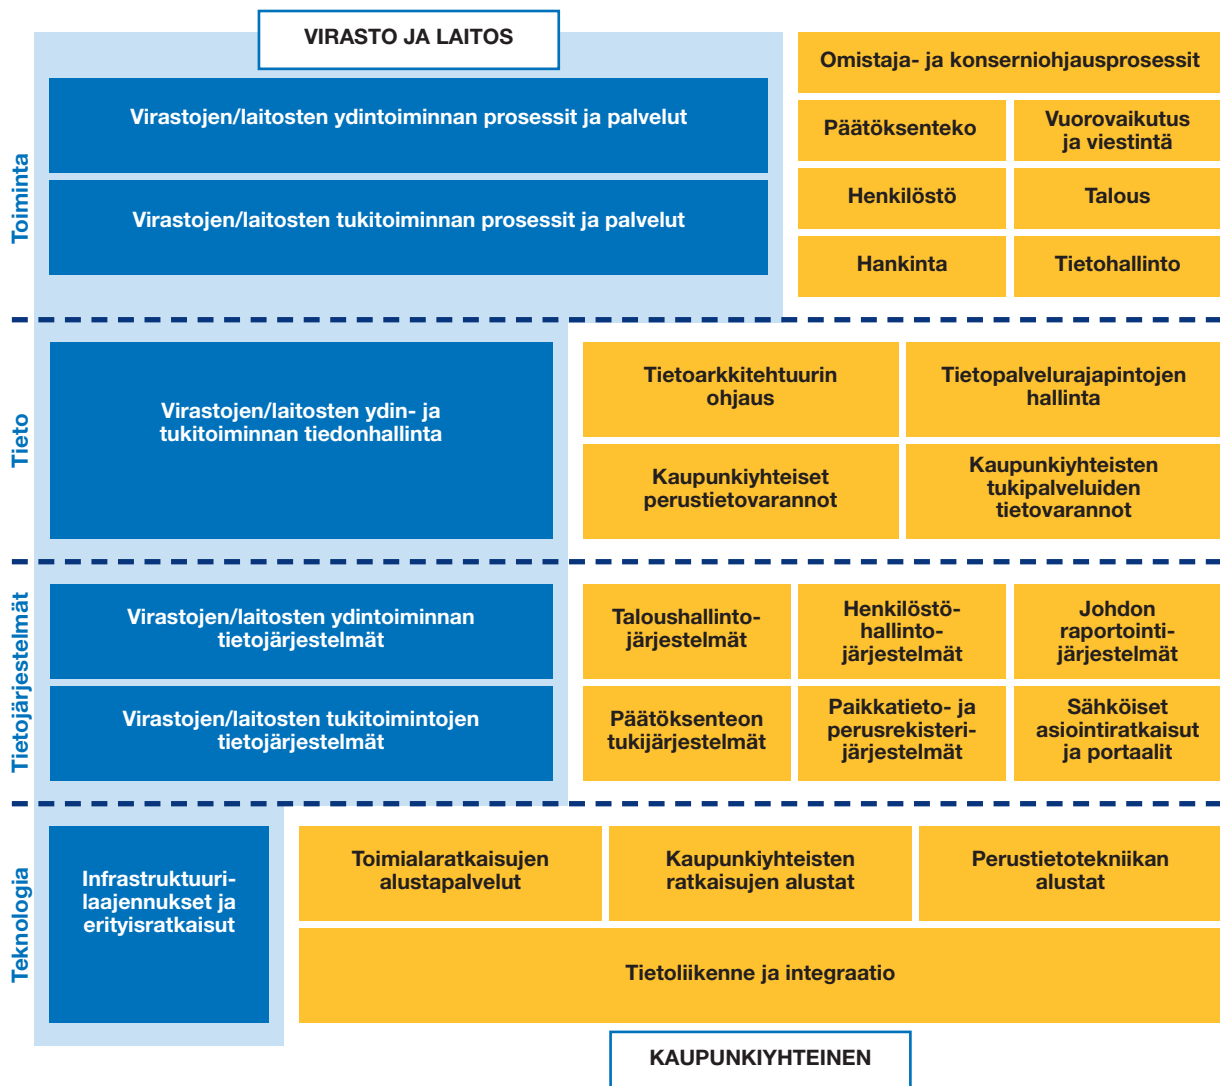 VIRASTO JA LAITOS
Toiminta
Virastojen/laitosten ydintoiminnan prosessit ja palvelut
Virastojen/laitosten tukitoiminnan prosessit ja palvelut
Omistaja- ja konserniohjausprosessit
Päätöksenteko
Vuorovaikutus
ja viestintä
Henkilöstö
Talous
Hankinta
Tietohallinto
Tieto
Virastojen/laitosten ydin- ja
tukitoiminnan tiedonhallinta
Tietoarkkitehtuurin
ohjaus
Tietopalvelurajapintojen
hallinta
Kaupunkiyhteiset
perustietovarannot
Kaupunkiyhteisten
tukipalveluiden
tietovarannot
Tietojärjestelmät
Virastojen/laitosten ydintoiminnan
tietojärjestelmät
Virastojen/laitosten tukitoimintojen
tietojärjestelmät
Taloushallinto-
järjestelmät
Henkilöstö-
hallinto-
järjestelmät
Johdon
raportointi-
järjestelmät
Päätöksenteon
tukijärjestelmät
Paikkatieto- ja
perusrekisteri-
järjestelmät
Sähköiset
asiointiratkaisut
ja portaalit
Teknologia
Infrastruktuuri-
laajennukset ja
erityisratkaisut
Toimialaratkaisujen
alustapalvelut
Kaupunkiyhteisten
ratkaisujen alustat
Perustietotekniikan
alustat
Tietoliikenne ja integraatio
KAUPUNKIYHTEINEN